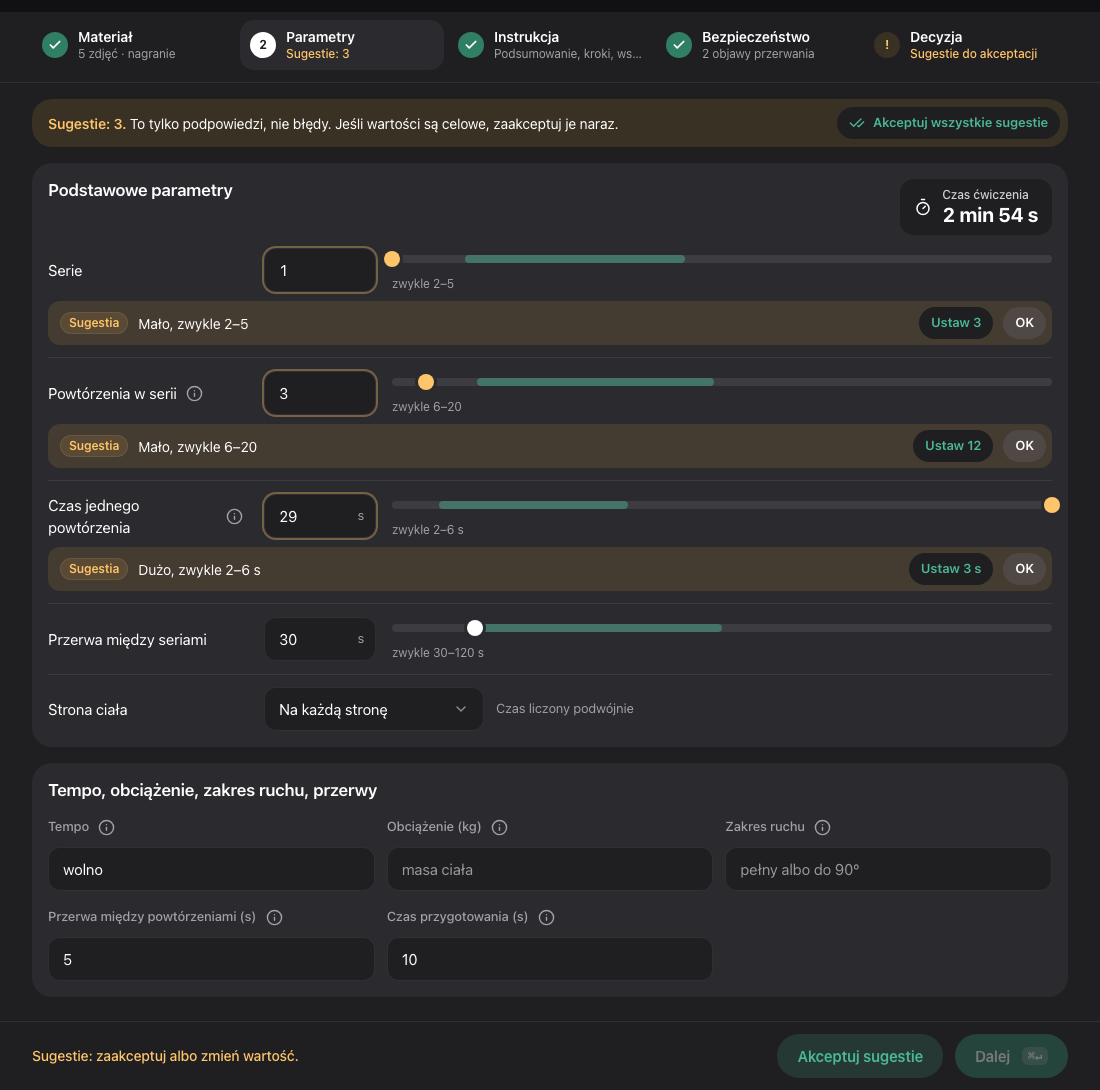 Materiał
5 zdjęć · nagranie
2
Parametry
Sugestie: 3
Instrukcja
Podsumowanie, kroki, ws...
Bezpieczeństwo
2 objawy przerwania
!
Decyzja
Sugestie do akceptacji
Sugestie: 3. To tylko podpowiedzi, nie błędy. Jeśli wartości są celowe, zaakceptuj je naraz.
Akceptuj wszystkie sugestie
Podstawowe parametry
Czas ćwiczenia
2 min 54 s
Serie
1
zwykle 2–5
Sugestia Mało, zwykle 2–5
Ustaw 3
OK
Powtórzenia w serii
3
zwykle 6–20
Sugestia Mało, zwykle 6–20
Ustaw 12
OK
Czas jednego
powtórzenia
29 s
zwykle 2–6 s
Sugestia Dużo, zwykle 2–6 s
Ustaw 3 s
OK
Przerwa między seriami
30 s
zwykle 30–120 s
Strona ciała
Na każdą stronę
Czas liczony podwójnie
Tempo, obciążenie, zakres ruchu, przerwy
Tempo
Obciążenie (kg)
Zakres ruchu
wolno
masa ciała
pełny albo do 90°
Przerwa między powtórzeniami (s)
Czas przygotowania (s)
5
10
Sugestie: zaakceptuj albo zmień wartość.
Akceptuj sugestie
Dalej ⌘↵